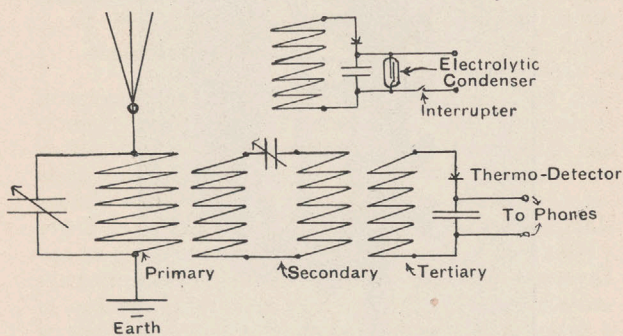 Electrolytic
Condenser
Interrupter
Thermo-Detector
To Phones
Primary
Secondary
Tertiary
Earth